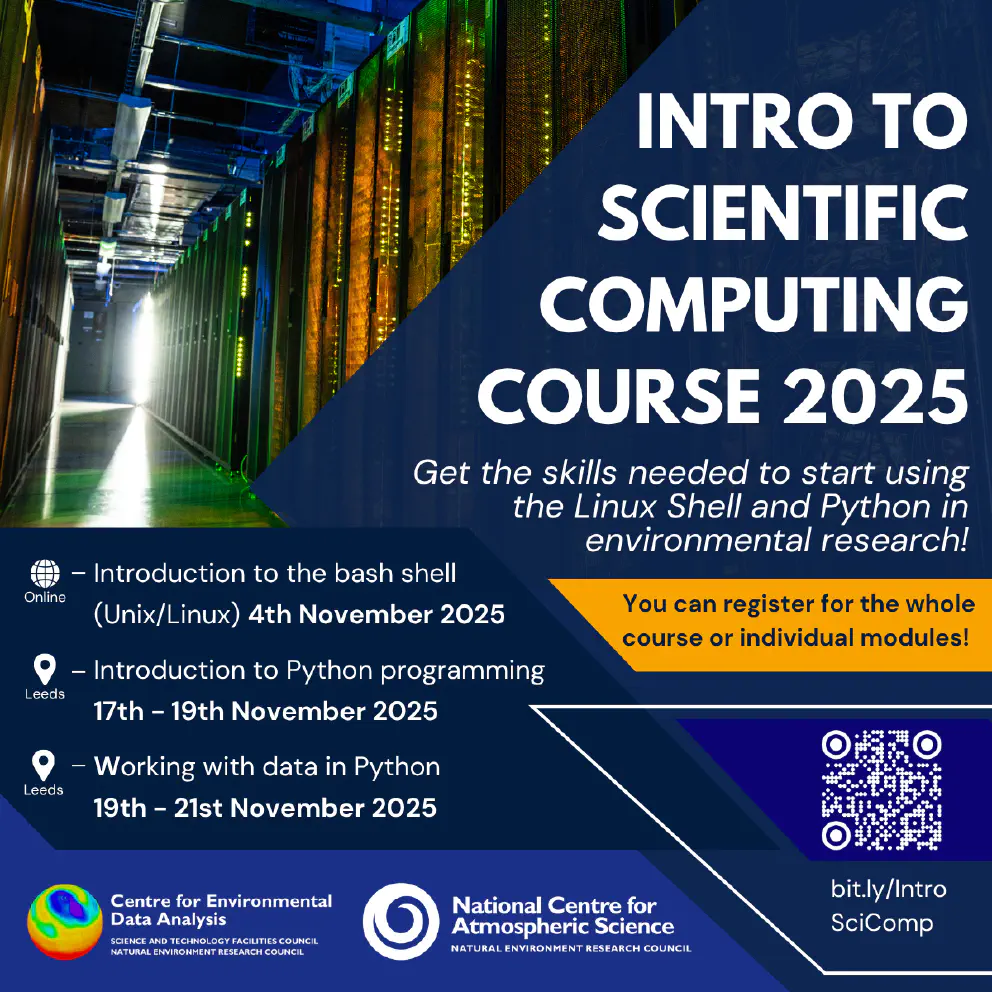 INTRO TO
SCIENTIFIC
COMPUTING
COURSE 2025
Get the skills needed to start using
the Linux Shell and Python in
environmental research!
Online
– Introduction to the bash shell
(Unix/Linux) 4th November 2025
You can register for the whole
course or individual modules!
Leeds
– Introduction to Python programming
17th – 19th November 2025
Leeds
– Working with data in Python
19th – 21st November 2025
bit.ly/Intro
SciComp
Centre for Environmental
Data Analysis
SCIENCE AND TECHNOLOGY FACILITIES COUNCIL
NATURAL ENVIRONMENT RESEARCH COUNCIL
National Centre for
Atmospheric Science
NATURAL ENVIRONMENT RESEARCH COUNCIL